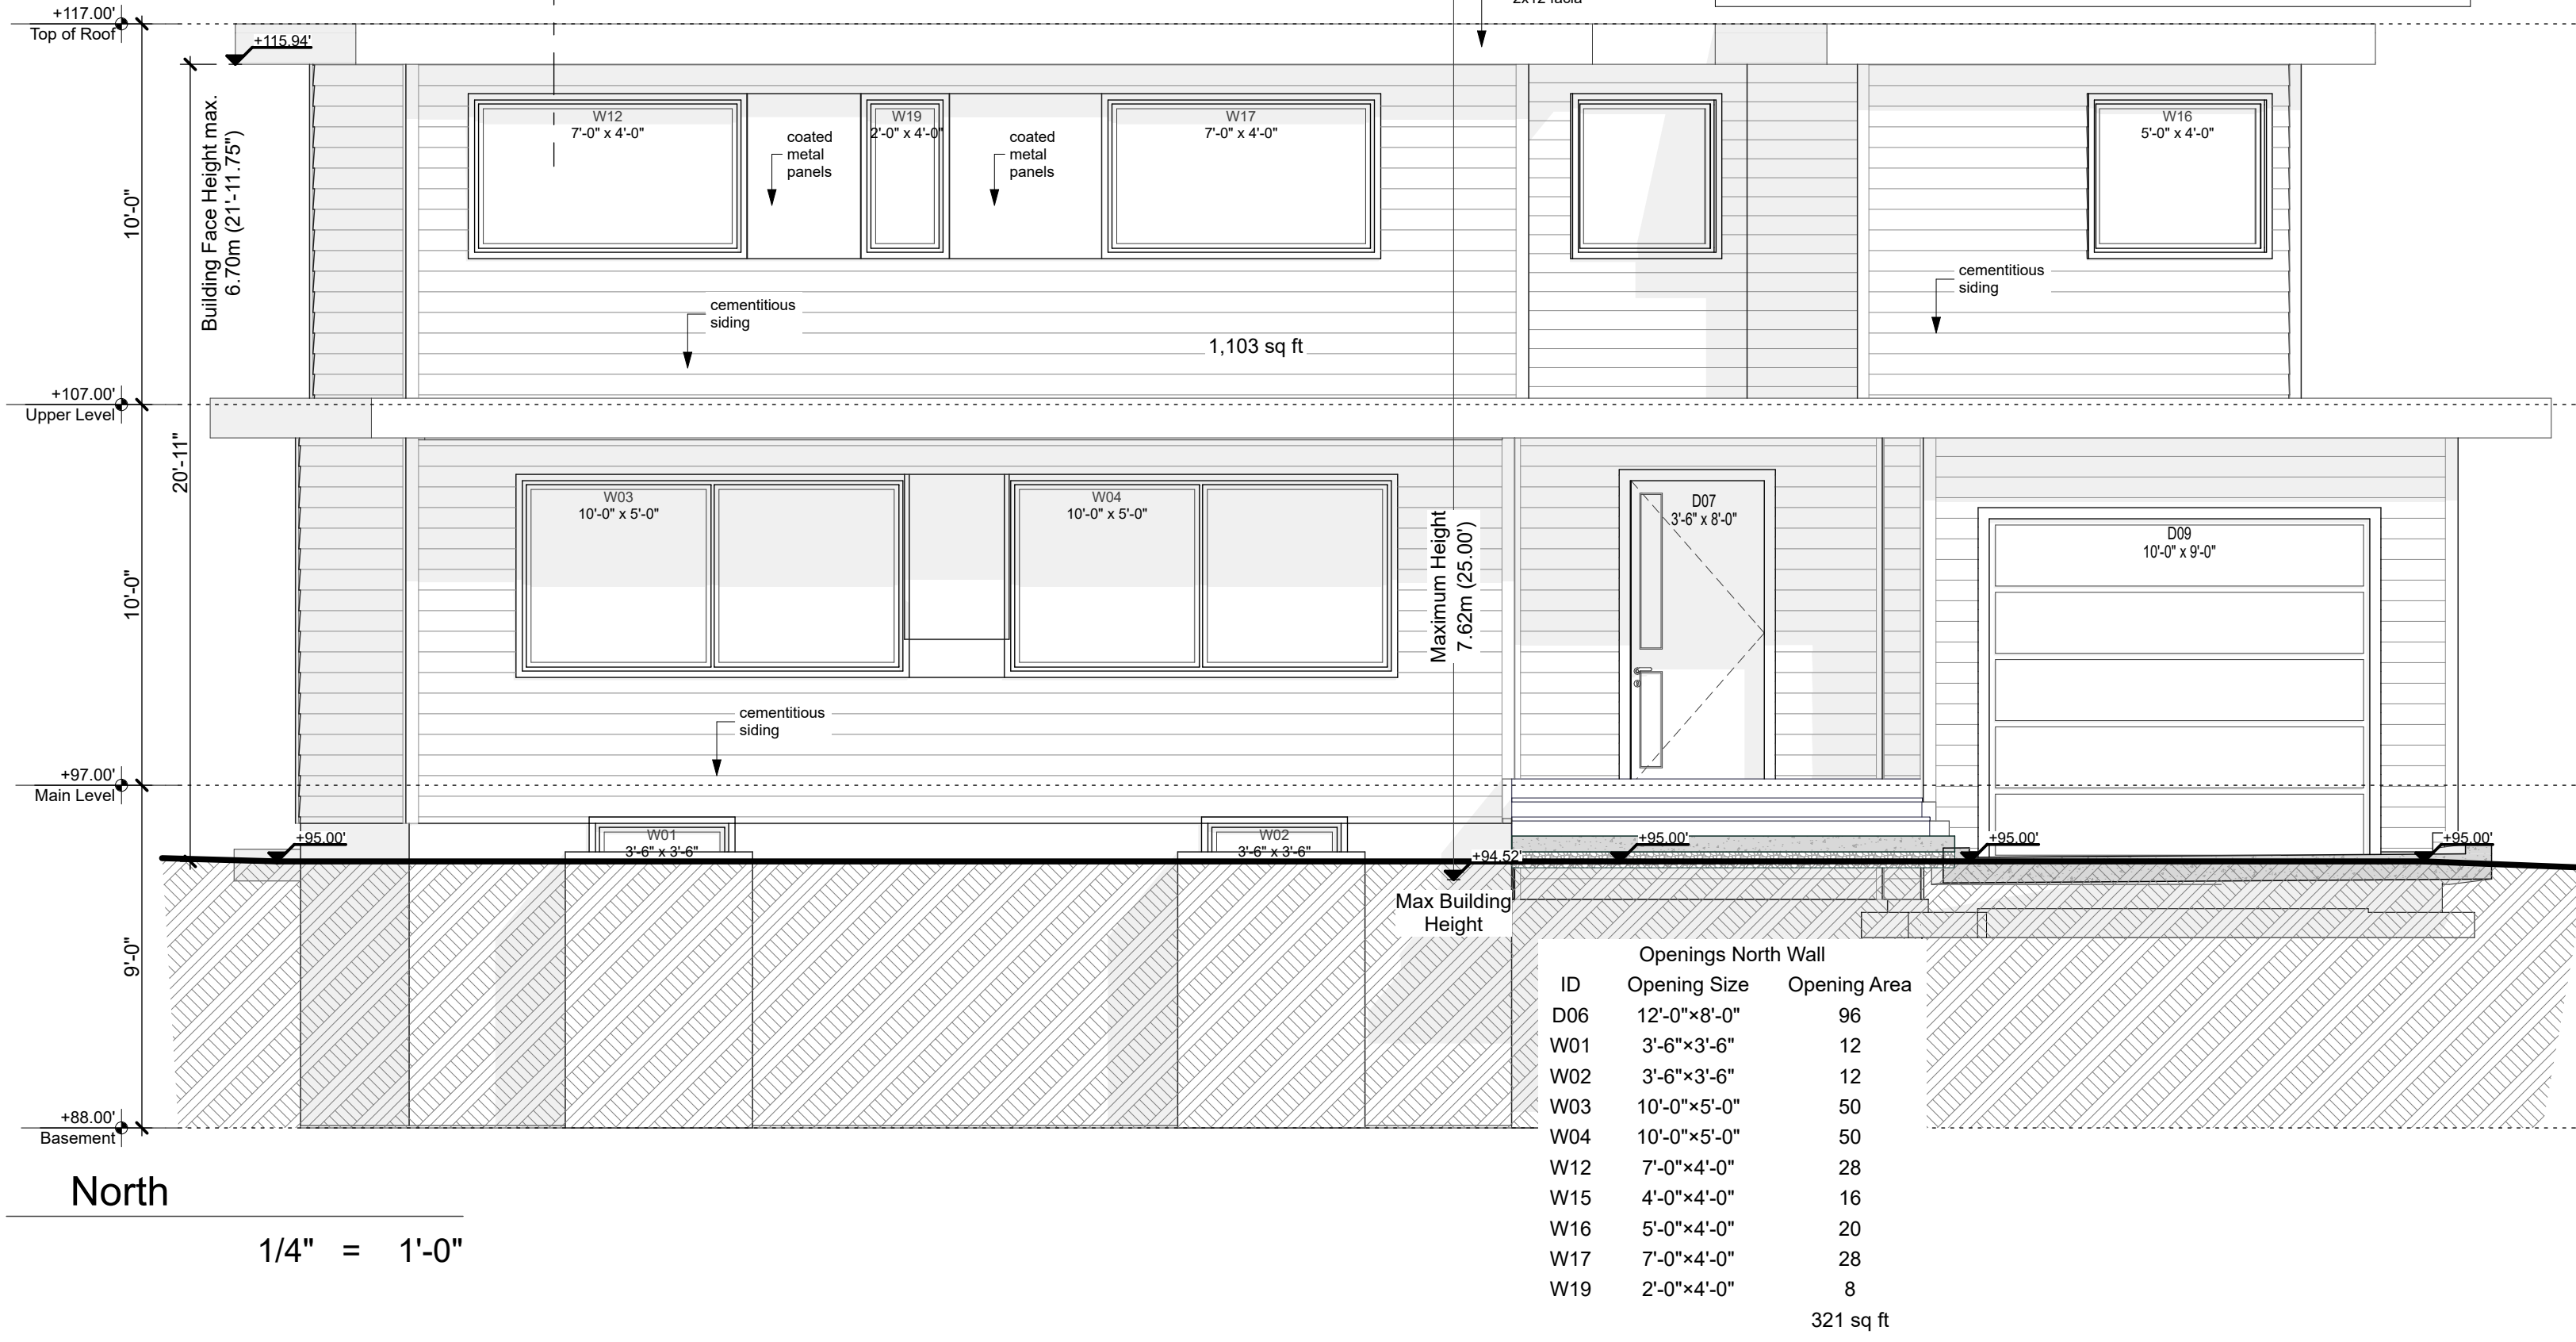 2x12 facia
+117.00'
Top of Roof
+115.94'
Building Face Height max.
6.70m (21'-11.75")
10'-0"
W12
7'-0" x 4'-0"
coated
metal
panels
W19
2'-0" x 4'-0"
coated
metal
panels
W17
7'-0" x 4'-0"
W16
5'-0" x 4'-0"
cementitious
siding
cementitious
siding
1,103 sq ft
+107.00'
Upper Level
20'-11"
10'-0"
W03
10'-0" x 5'-0"
W04
10'-0" x 5'-0"
Maximum Height
7.62m (25.00')
D07
3'-6" x 8'-0"
D09
10'-0" x 9'-0"
cementitious
siding
+97.00'
Main Level
+95.00'
W01
3'-6" x 3'-6"
W02
3'-6" x 3'-6"
+94.52'
+95.00'
+95.00'
+95.00'
Max Building
Height
9'-0"
+88.00'
Basement
Openings North Wall
ID Opening Size Opening Area
D06 12'-0"×8'-0" 96
W01 3'-6"×3'-6" 12
W02 3'-6"×3'-6" 12
W03 10'-0"×5'-0" 50
W04 10'-0"×5'-0" 50
W12 7'-0"×4'-0" 28
W15 4'-0"×4'-0" 16
W16 5'-0"×4'-0" 20
W17 7'-0"×4'-0" 28
W19 2'-0"×4'-0" 8
321 sq ft
North
1/4" = 1'-0"